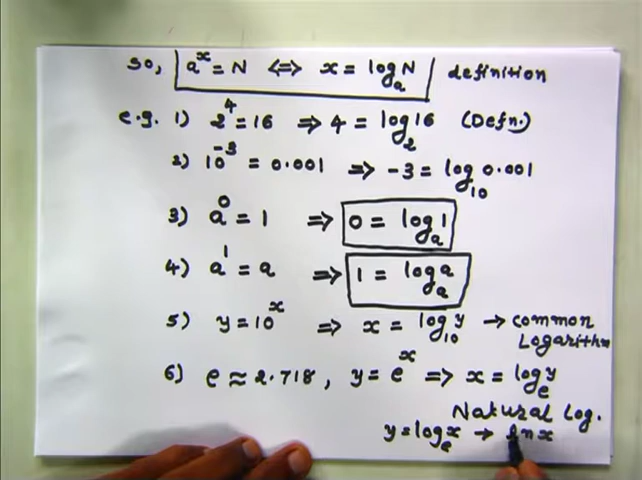 so, a^x = N ⇔ x = log_a N definition
e.g. 1) 2^4 = 16 ⇒ 4 = log_2 16 (Defn.)
2) 10^-3 = 0.001 ⇒ -3 = log_10 0.001
3) a^0 = 1 ⇒ 0 = log_a 1
4) a^1 = a ⇒ 1 = log_a a
5) y = 10^x ⇒ x = log_10 y → common
Logarithm
6) e ≈ 2.718, y = e^x ⇒ x = log_e y
Natural Log.
y = log_e x → ln x